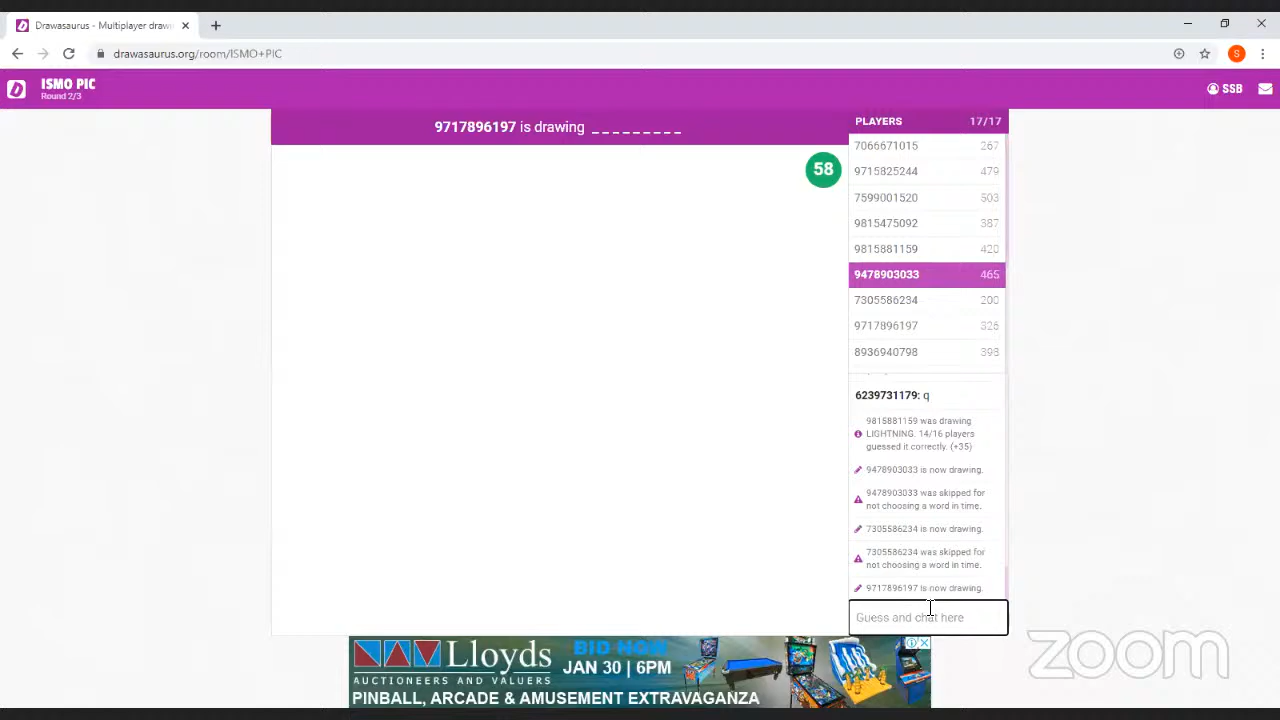 Drawasaurus - Multiplayer draw
drawasaurus.org/room/ISMO+PIC
S
ISMO PIC
Round 2/3
SSB
9717896197 is drawing _ _ _ _ _ _ _ _ _
58
PLAYERS 17/17
7066671015 267
9715825244 479
7599001520 503
9815475092 387
9815881159 420
9478903033 465
7305586234 200
9717896197 326
8936940798 393
6239731179: q
9815881159 was drawing
LIGHTNING. 14/16 players
guessed it correctly. (+35)
9478903033 is now drawing.
9478903033 was skipped for
not choosing a word in time.
7305586234 is now drawing.
7305586234 was skipped for
not choosing a word in time.
9717896197 is now drawing.
Guess and chat here
Lloyds
AUCTIONEERS AND VALUERS
BID NOW
JAN 30 | 6PM
PINBALL, ARCADE & AMUSEMENT EXTRAVAGANZA
zoom